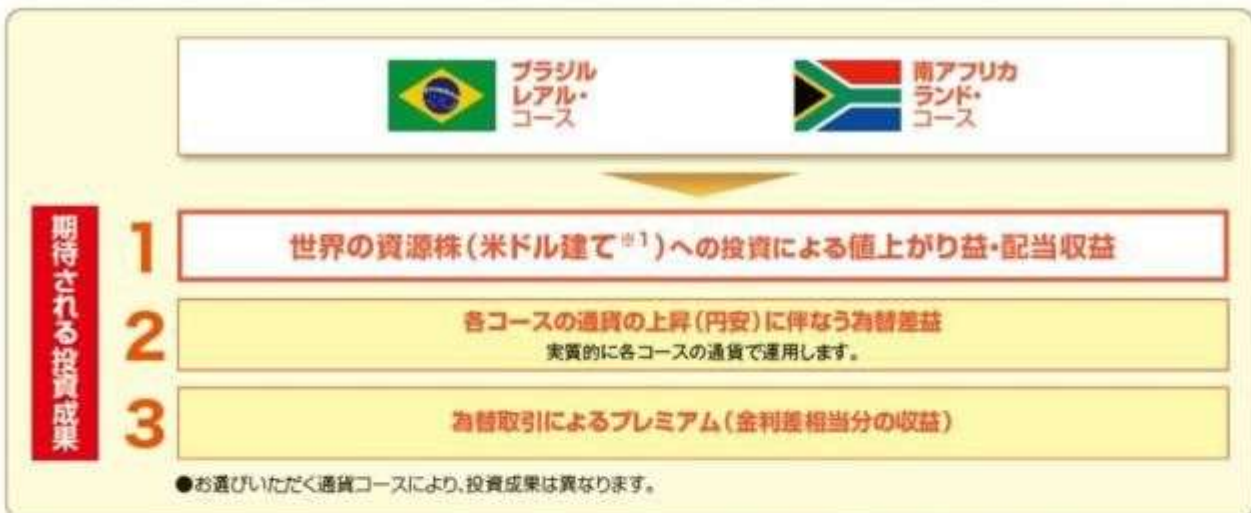 ブラジル
レアル・
コース
南アフリカ
ランド・
コース
期待される投資成果
1
世界の資源株(米ドル建て※1)への投資による値上がり益・配当収益
2
各コースの通貨の上昇(円安)に伴なう為替差益
実質的に各コースの通貨で運用します。
3
為替取引によるプレミアム(金利差相当分の収益)
●お選びいただく通貨コースにより、投資成果は異なります。